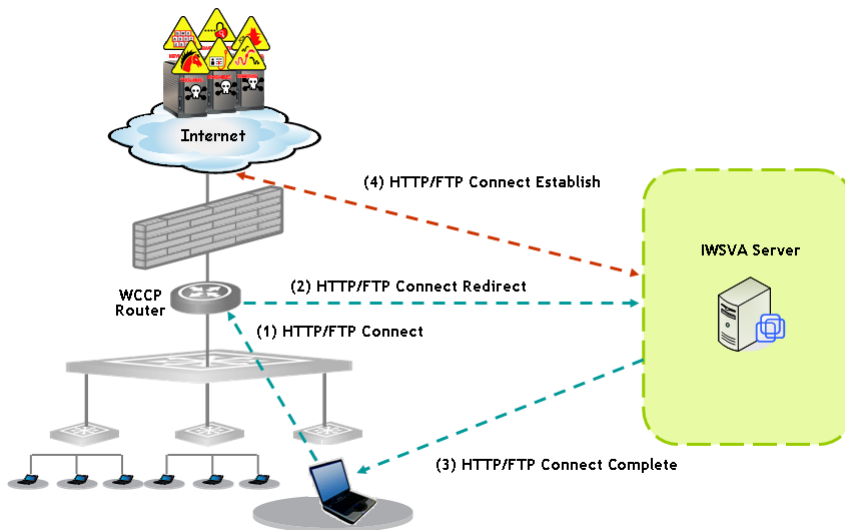 Internet
(4) HTTP/FTP Connect Establish
IWSVA Server
WCCP
Router
(2) HTTP/FTP Connect Redirect
(1) HTTP/FTP Connect
(3) HTTP/FTP Connect Complete